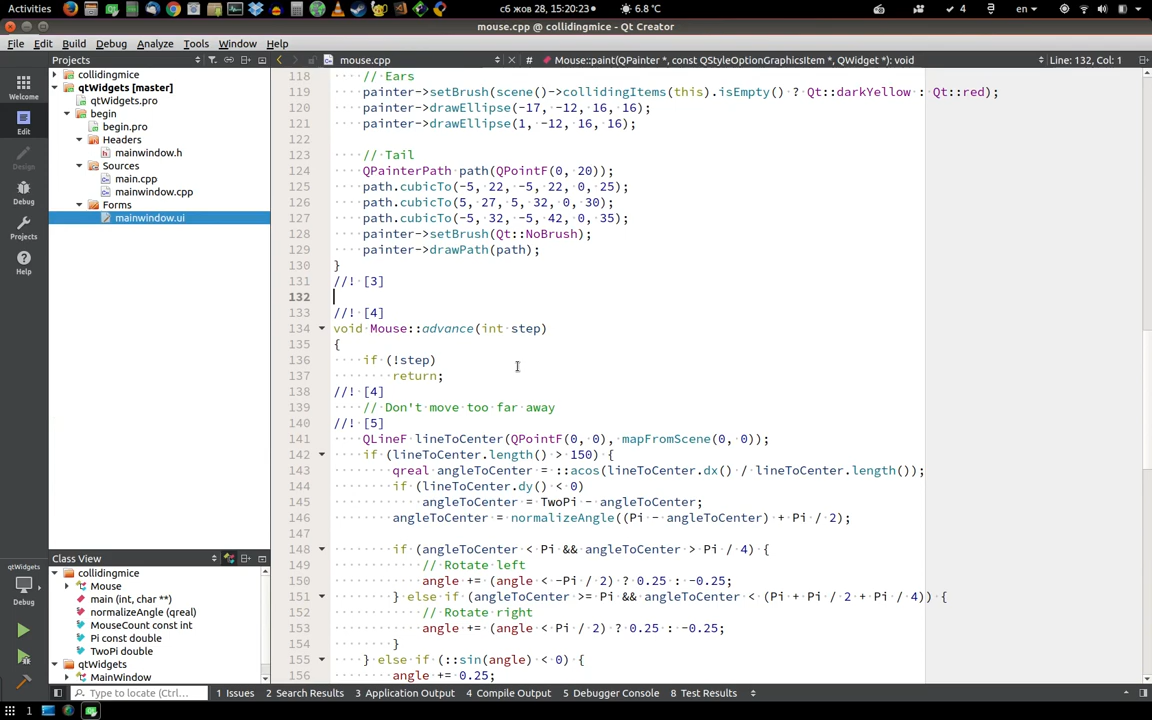 Activities
сб жов 28, 15:20:23
6.8 °C
4
en
mouse.cpp @ collidingmice - Qt Creator
File Edit Build Debug Analyze Tools Window Help
Projects
mouse.cpp
#
Mouse::paint(QPainter *, const QStyleOptionGraphicsItem *, QWidget *): void
Line: 132, Col: 1
Welcome
Edit
Design
Debug
Projects
Help
qtWidgets
Debug
collidingmice
qtWidgets [master]
qtWidgets.pro
begin
begin.pro
Headers
mainwindow.h
Sources
main.cpp
mainwindow.cpp
Forms
mainwindow.ui
Class View
collidingmice
Mouse
main (int, char **)
normalizeAngle (qreal)
MouseCount const int
Pi const double
TwoPi double
qtWidgets
MainWindow
118 // Ears
119 painter->setBrush(scene()->collidingItems(this).isEmpty() ? Qt::darkYellow : Qt::red);
120 painter->drawEllipse(-17, -12, 16, 16);
121 painter->drawEllipse(1, -12, 16, 16);
122
123 // Tail
124 QPainterPath path(QPointF(0, 20));
125 path.cubicTo(-5, 22, -5, 22, 0, 25);
126 path.cubicTo(5, 27, 5, 32, 0, 30);
127 path.cubicTo(-5, 32, -5, 42, 0, 35);
128 painter->setBrush(Qt::NoBrush);
129 painter->drawPath(path);
130 }
131 //! [3]
132
133 //! [4]
134 void Mouse::advance(int step)
135 {
136 if (!step)
137 return;
138 //! [4]
139 // Don't move too far away
140 //! [5]
141 QLineF lineToCenter(QPointF(0, 0), mapFromScene(0, 0));
142 if (lineToCenter.length() > 150) {
143 qreal angleToCenter = ::acos(lineToCenter.dx() / lineToCenter.length());
144 if (lineToCenter.dy() < 0)
145 angleToCenter = TwoPi - angleToCenter;
146 angleToCenter = normalizeAngle((Pi - angleToCenter) + Pi / 2);
147
148 if (angleToCenter < Pi && angleToCenter > Pi / 4) {
149 // Rotate left
150 angle += (angle < -Pi / 2) ? 0.25 : -0.25;
151 } else if (angleToCenter >= Pi && angleToCenter < (Pi + Pi / 2 + Pi / 4)) {
152 // Rotate right
153 angle += (angle < Pi / 2) ? 0.25 : -0.25;
154 }
155 } else if (::sin(angle) < 0) {
156 angle += 0.25;
Type to locate (Ctrl-...
1 Issues 2 Search Results 3 Application Output 4 Compile Output 5 Debugger Console 8 Test Results
1